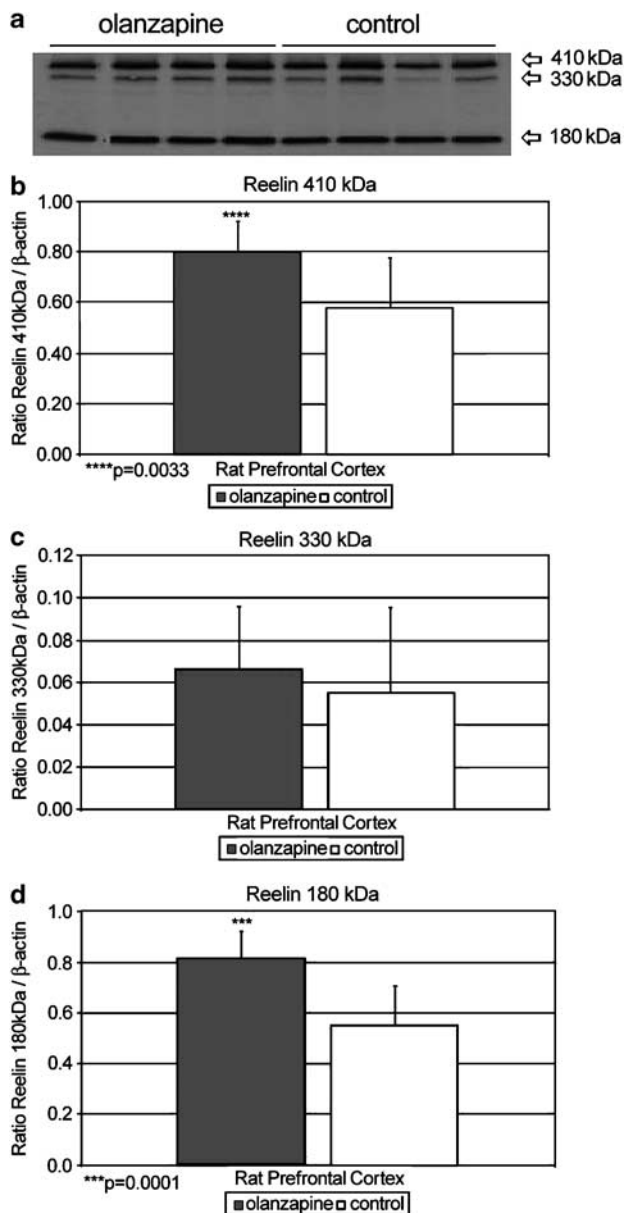 a
olanzapine control
⇦ 410 kDa
⇦ 330 kDa
⇦ 180 kDa
b
Reelin 410 kDa
Ratio Reelin 410kDa / β-actin
1.00
****
0.80
0.60
0.40
0.20
0.00
****p=0.0033 Rat Prefrontal Cortex
olanzapine control
c
Reelin 330 kDa
Ratio Reelin 330kDa / β-actin
0.12
0.10
0.08
0.06
0.04
0.02
0.00
Rat Prefrontal Cortex
olanzapine control
d
Reelin 180 kDa
Ratio Reelin 180kDa / β-actin
1.0
***
0.8
0.6
0.4
0.2
0.0
***p=0.0001 Rat Prefrontal Cortex
olanzapine control